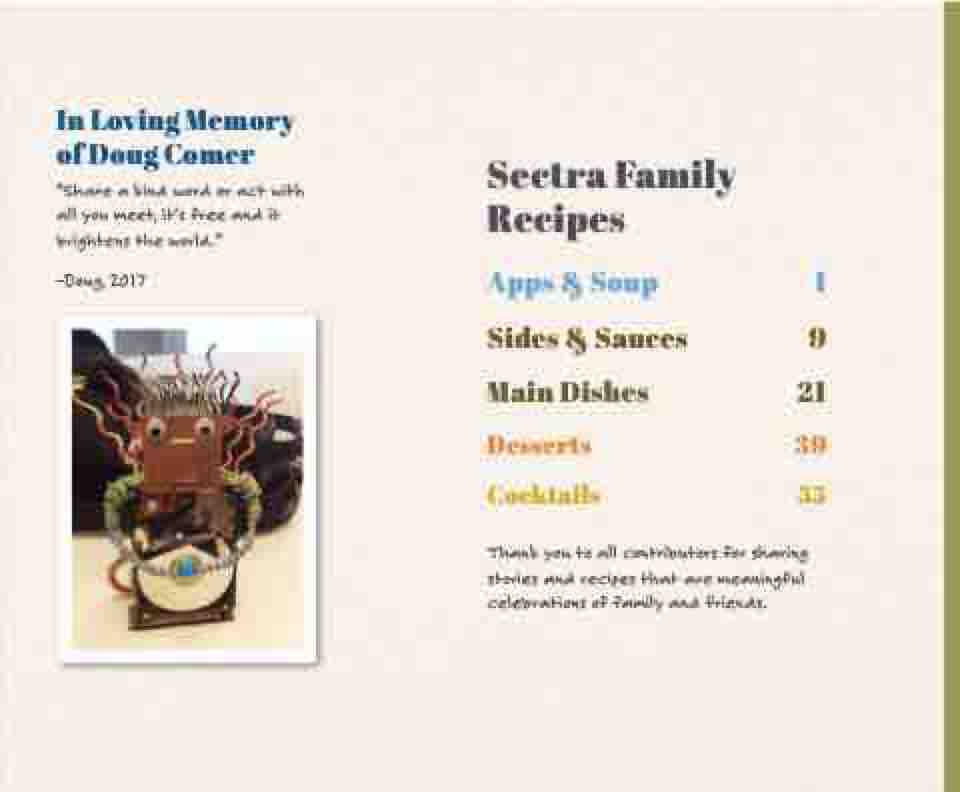 In Loving Memory
of Doug Comer
"Share a kind word or act with
all you meet, it's free and it
brightens the world."
–Doug, 2017
Sectra Family
Recipes
Apps & Soup 1
Sides & Sauces 9
Main Dishes 21
Desserts 39
Cocktails
Thank you to all contributors for sharing
stories and recipes that are meaningful
celebrations of family and friends.